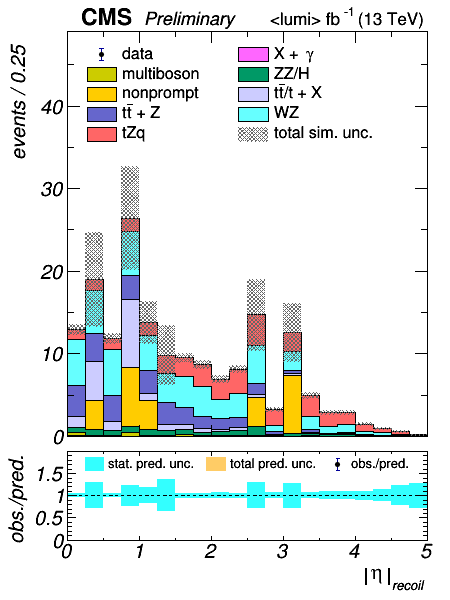 CMS Preliminary <lumi> fb⁻¹ (13 TeV)
events / 0.25
data
X + γ
multiboson
ZZ/H
nonprompt
tt̄/t + X
tt̄ + Z
WZ
tZq
total sim. unc.
40
30
20
10
0
obs./pred.
stat. pred. unc.
total pred. unc.
obs./pred.
1.5
1
0.5
0
0 1 2 3 4 5
|η|recoil